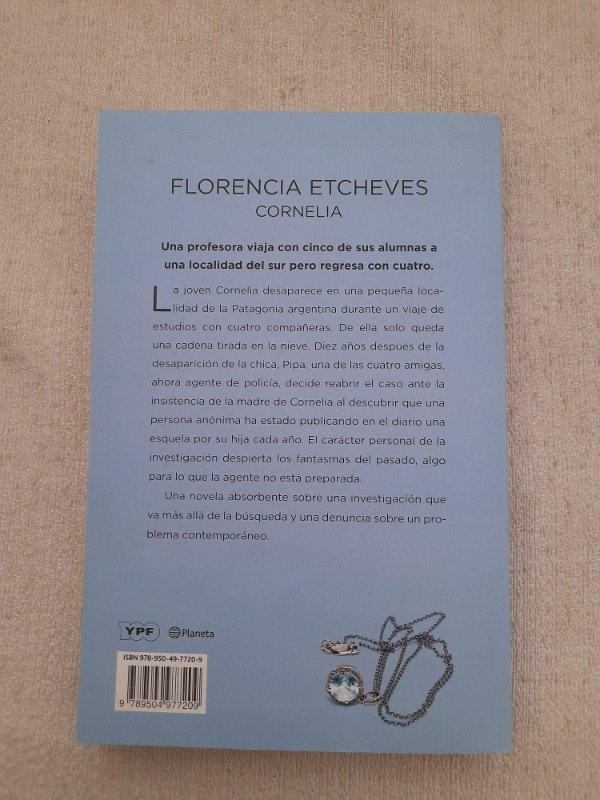 FLORENCIA ETCHEVES
CORNELIA
Una profesora viaja con cinco de sus alumnas a
una localidad del sur pero regresa con cuatro.
La joven Cornelia desaparece en una pequeña loca-
lidad de la Patagonia argentina durante un viaje de
estudios con cuatro compañeras. De ella solo queda
una cadena tirada en la nieve. Diez años después de la
desaparición de la chica, Pipa, una de las cuatro amigas,
ahora agente de policía, decide reabrir el caso ante la
insistencia de la madre de Cornelia al descubrir que una
persona anónima ha estado publicando en el diario una
esquela por su hija cada año. El carácter personal de la
investigación despierta los fantasmas del pasado, algo
para lo que la agente no está preparada.
Una novela absorbente sobre una investigación que
va más allá de la búsqueda y una denuncia sobre un pro-
blema contemporáneo.
100 YPF
Planeta
ISBN 978-950-49-7720-9
9 789504 977209